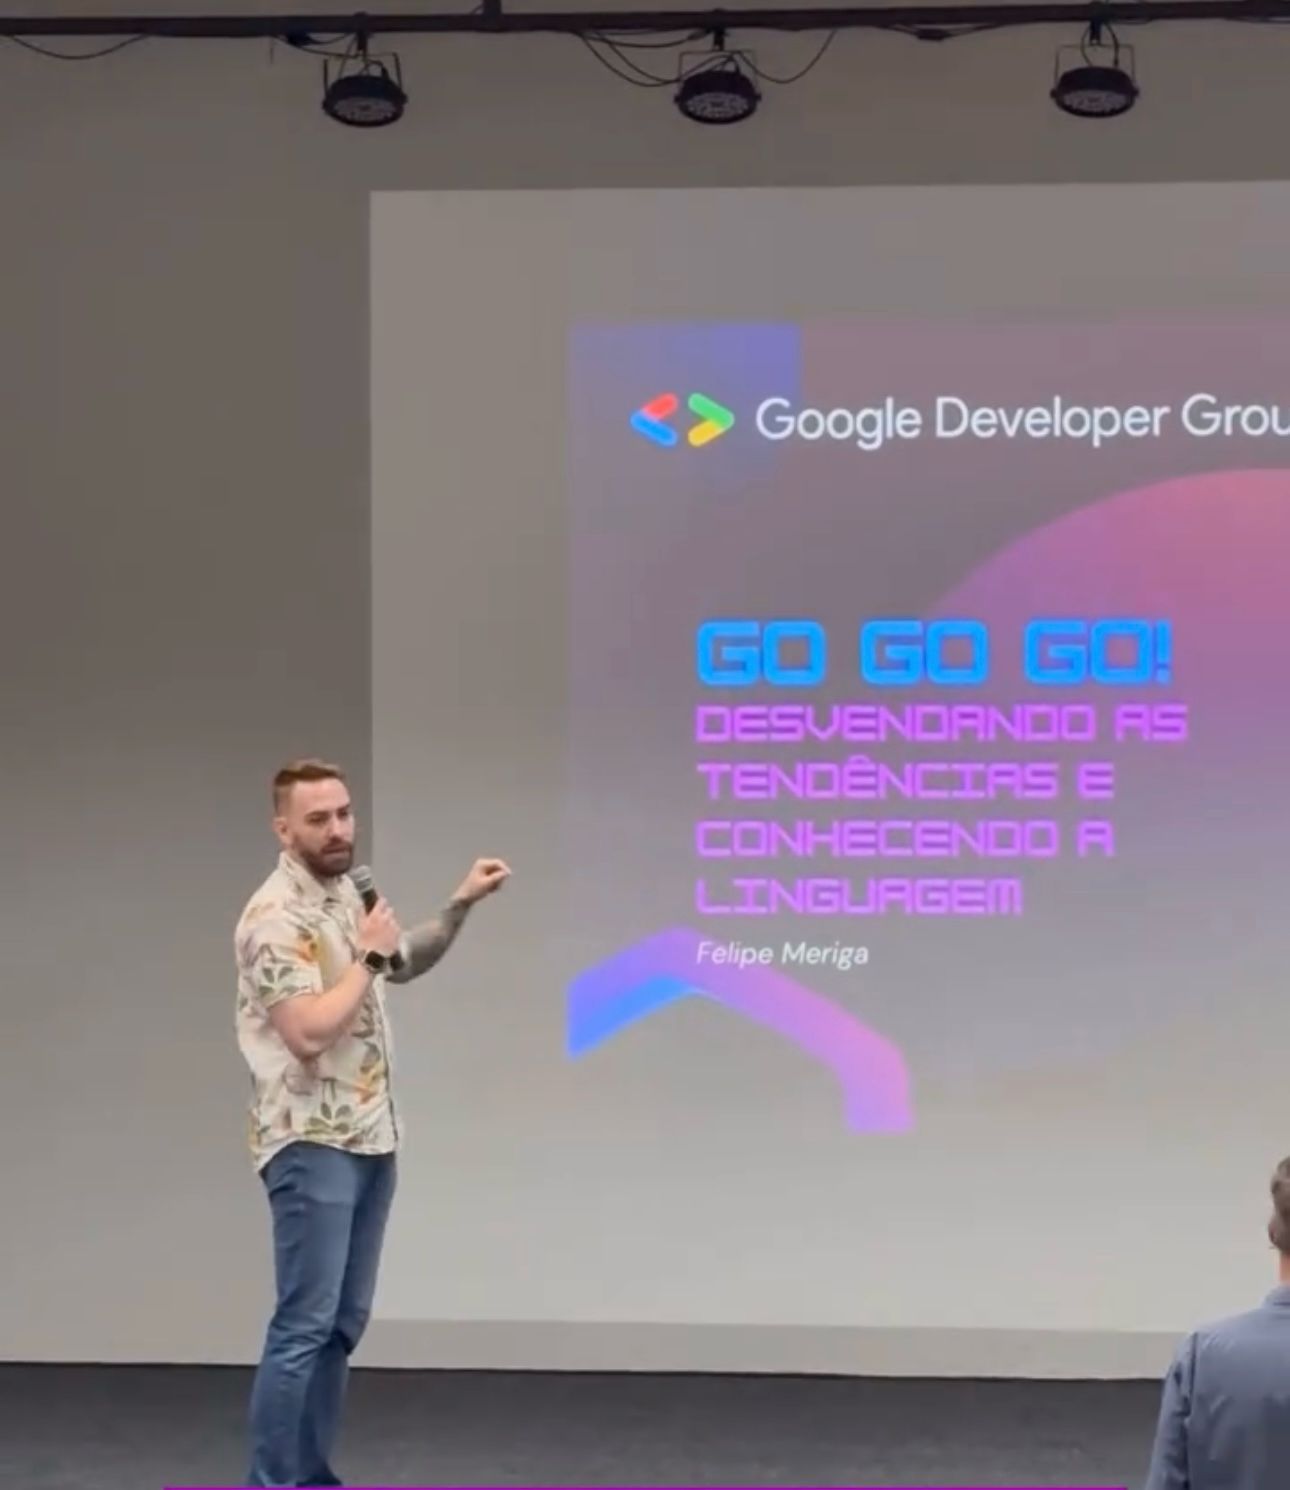 Google Developer Grou
GO GO GO!
DESVENDANDO AS
TENDÊNCIAS E
CONHECENDO A
LINGUAGEM
Felipe Meriga